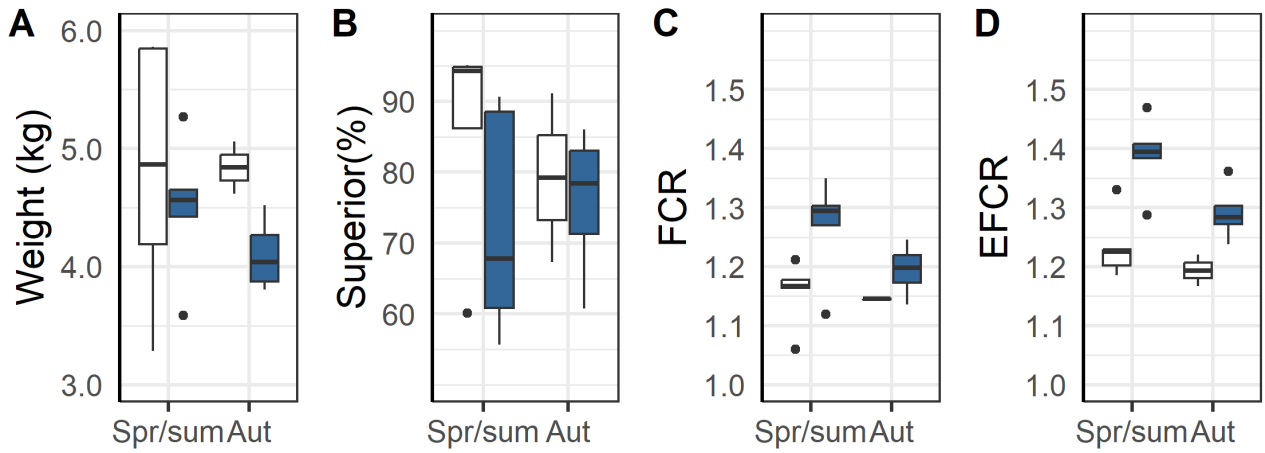 A
Weight (kg)
6.0
5.0
4.0
3.0
Spr/sum Aut
B
Superior(%)
90
80
70
60
Spr/sum Aut
C
FCR
1.5
1.4
1.3
1.2
1.1
1.0
Spr/sum Aut
D
EFCR
1.5
1.4
1.3
1.2
1.1
1.0
Spr/sum Aut